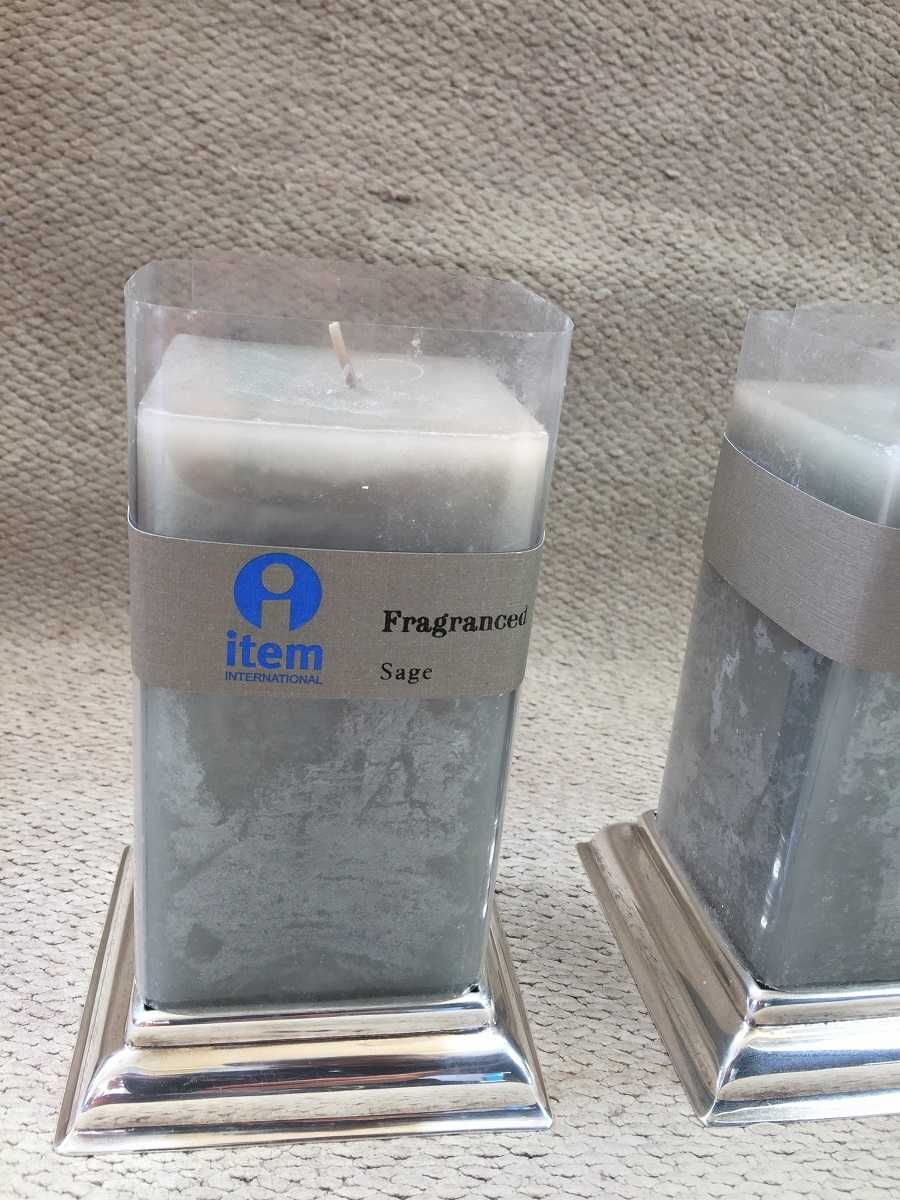 item
INTERNATIONAL
Fragranced
Sage